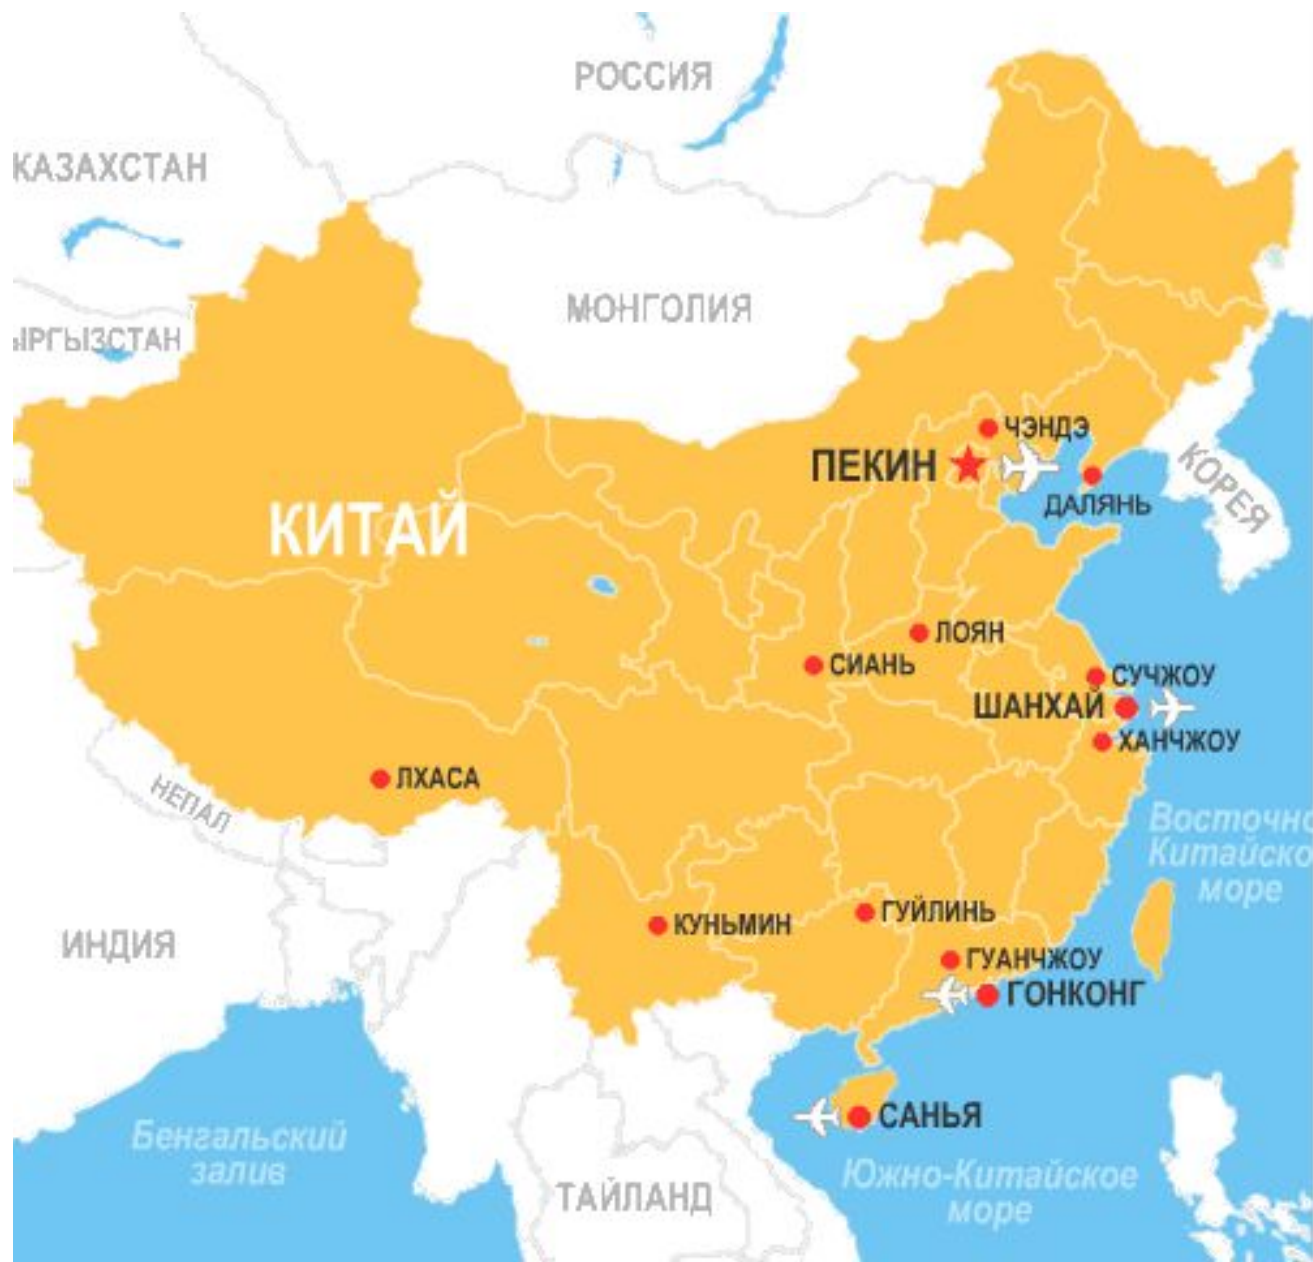 РОССИЯ
КАЗАХСТАН
МОНГОЛИЯ
ЫРГЫЗСТАН
ЧЭНДЭ
ПЕКИН
КОРЕЯ
ДАЛЯНЬ
КИТАЙ
ЛОЯН
СИАНЬ
СУЧЖОУ
ШАНХАЙ
ХАНЧЖОУ
ЛХАСА
НЕПАЛ
Восточно
Китайско
море
ГУЙЛИНЬ
КУНЬМИН
ИНДИЯ
ГУАНЧЖОУ
ГОНКОНГ
САНЬЯ
Бенгальский
залив
Южно-Китайское
море
ТАЙЛАНД